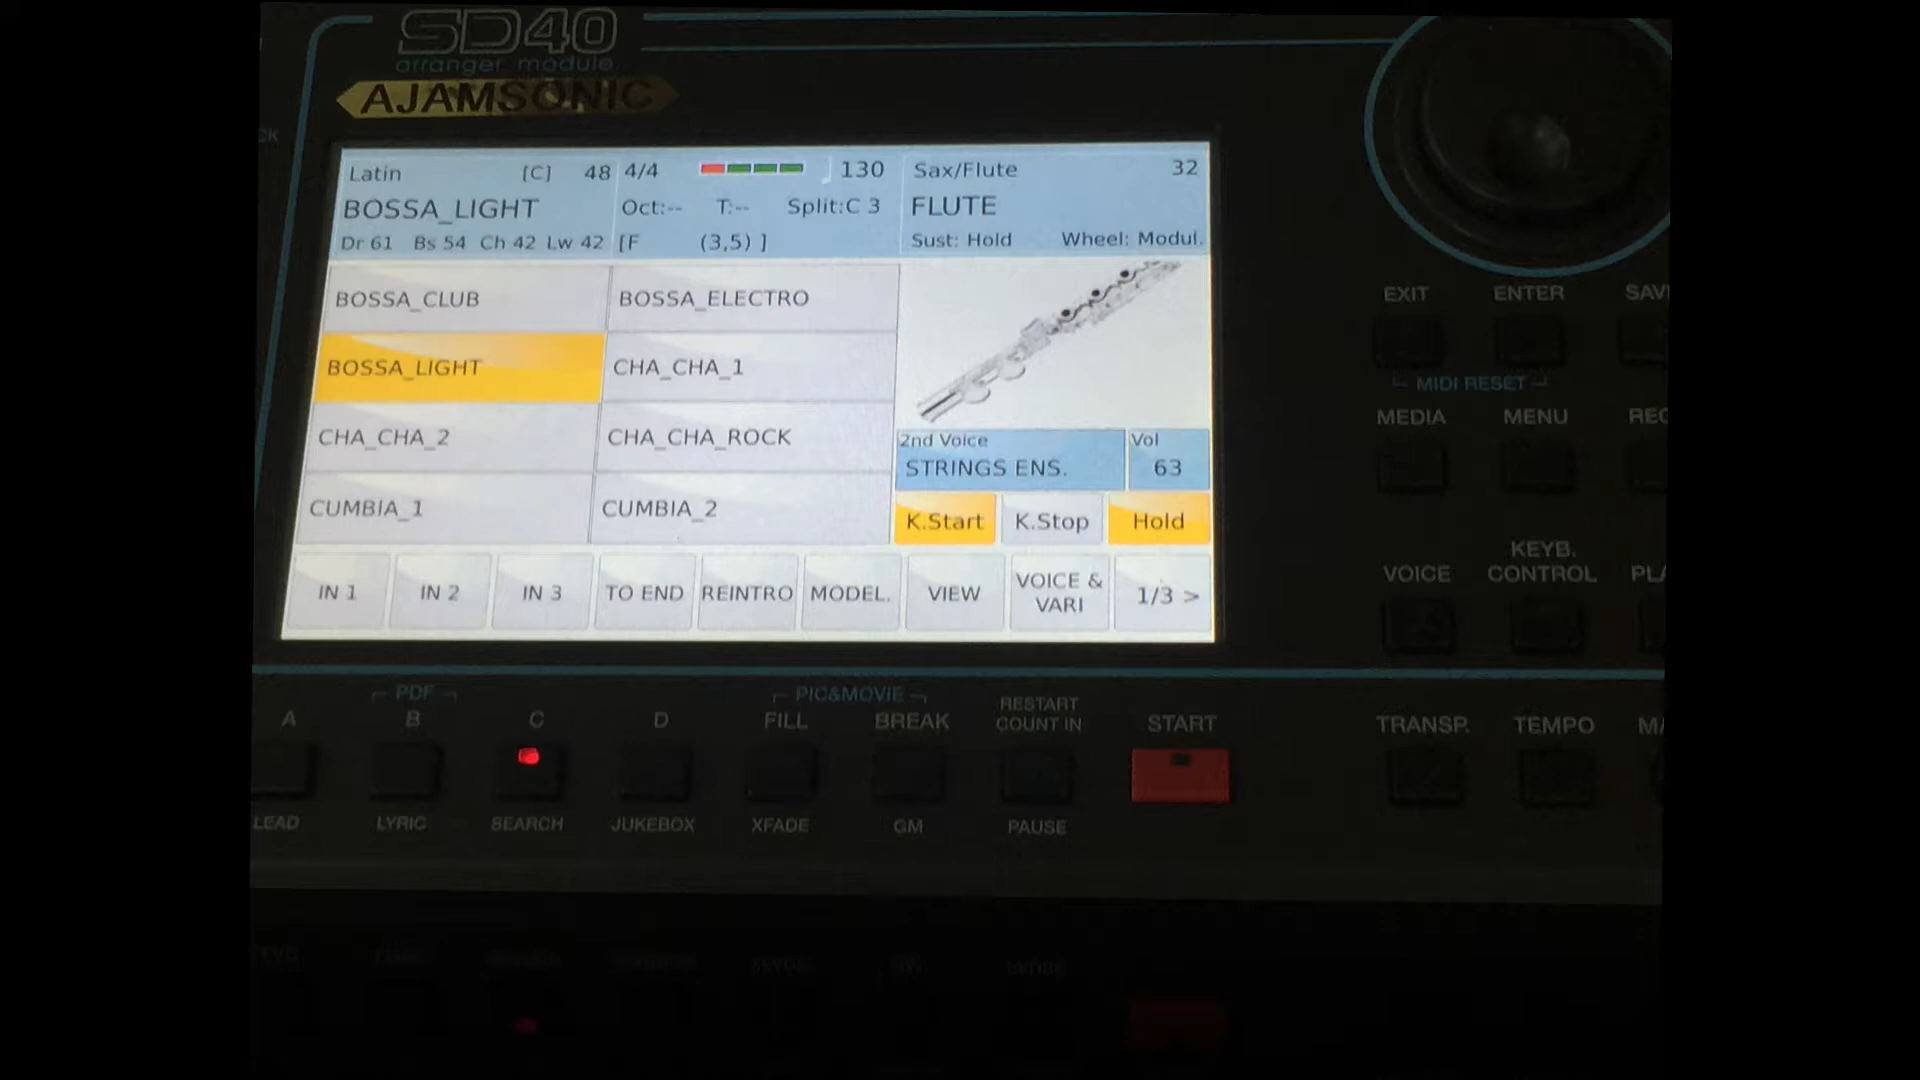 SD40
arranger module
AJAMSONIC
Latin [C] 48 4/4 130 Sax/Flute 32
BOSSA_LIGHT Oct:-- T:-- Split:C 3 FLUTE
Dr 61 Bs 54 Ch 42 Lw 42 [F (3,5) ] Sust: Hold Wheel: Modul.
BOSSA_CLUB BOSSA_ELECTRO
BOSSA_LIGHT CHA_CHA_1
CHA_CHA_2 CHA_CHA_ROCK
CUMBIA_1 CUMBIA_2
2nd Voice Vol
STRINGS ENS. 63
K.Start K.Stop Hold
IN 1 IN 2 IN 3 TO END REINTRO MODEL. VIEW VOICE & VARI 1/3 >
EXIT ENTER SAV
MIDI RESET
MEDIA MENU REC
VOICE KEYB. CONTROL PLA
PDF PIC&MOVIE
A B C D FILL BREAK RESTART COUNT IN START TRANSP. TEMPO MA
LEAD LYRIC SEARCH JUKEBOX XFADE GM PAUSE